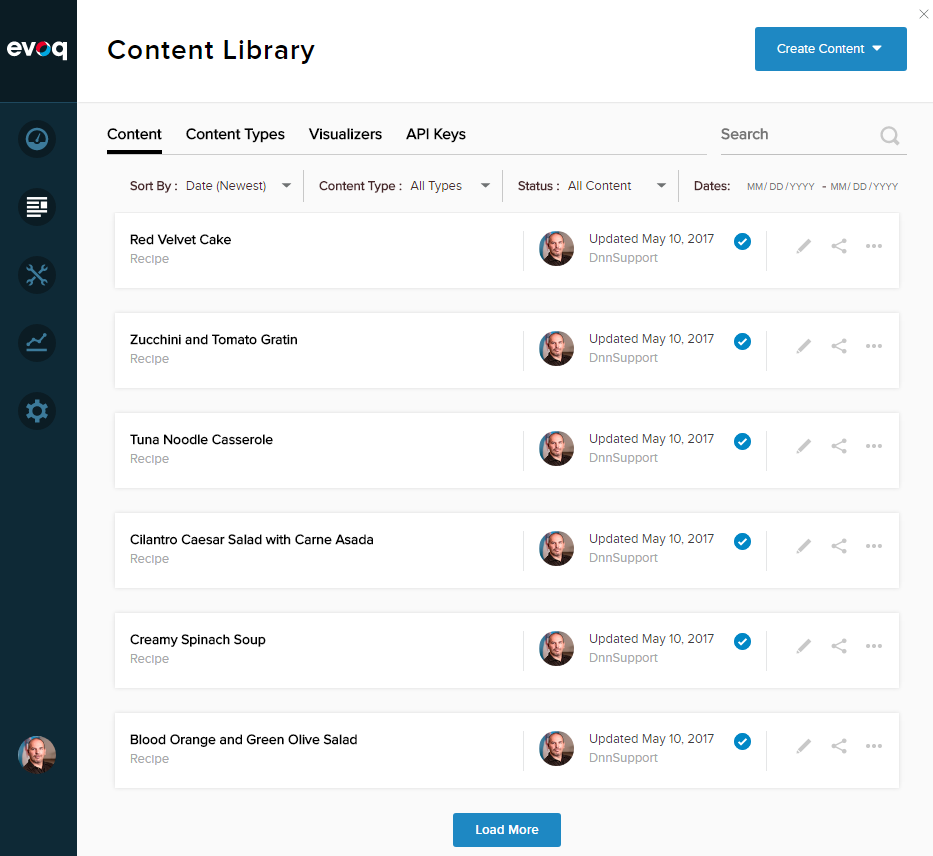 evoq
Content Library
Create Content
Content Content Types Visualizers API Keys Search
Sort By : Date (Newest) Content Type : All Types Status : All Content Dates: MM/DD/YYYY - MM/DD/YYYY
Red Velvet Cake
Recipe
Updated May 10, 2017
DnnSupport
Zucchini and Tomato Gratin
Recipe
Updated May 10, 2017
DnnSupport
Tuna Noodle Casserole
Recipe
Updated May 10, 2017
DnnSupport
Cilantro Caesar Salad with Carne Asada
Recipe
Updated May 10, 2017
DnnSupport
Creamy Spinach Soup
Recipe
Updated May 10, 2017
DnnSupport
Blood Orange and Green Olive Salad
Recipe
Updated May 10, 2017
DnnSupport
Load More